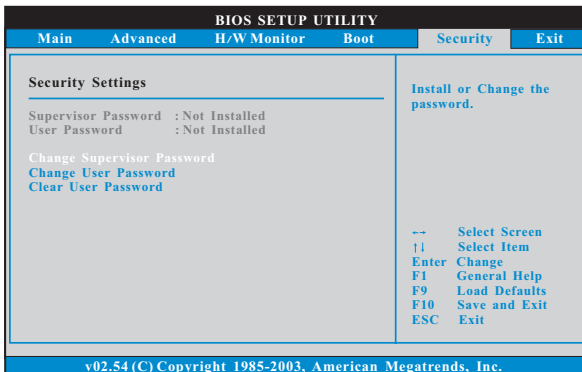 BIOS SETUP UTILITY
Main Advanced H/W Monitor Boot Security Exit
Security Settings
Supervisor Password : Not Installed
User Password : Not Installed
Change Supervisor Password
Change User Password
Clear User Password
Install or Change the
password.
←→ Select Screen
↑↓ Select Item
Enter Change
F1 General Help
F9 Load Defaults
F10 Save and Exit
ESC Exit
v02.54 (C) Copyright 1985-2003, American Megatrends, Inc.